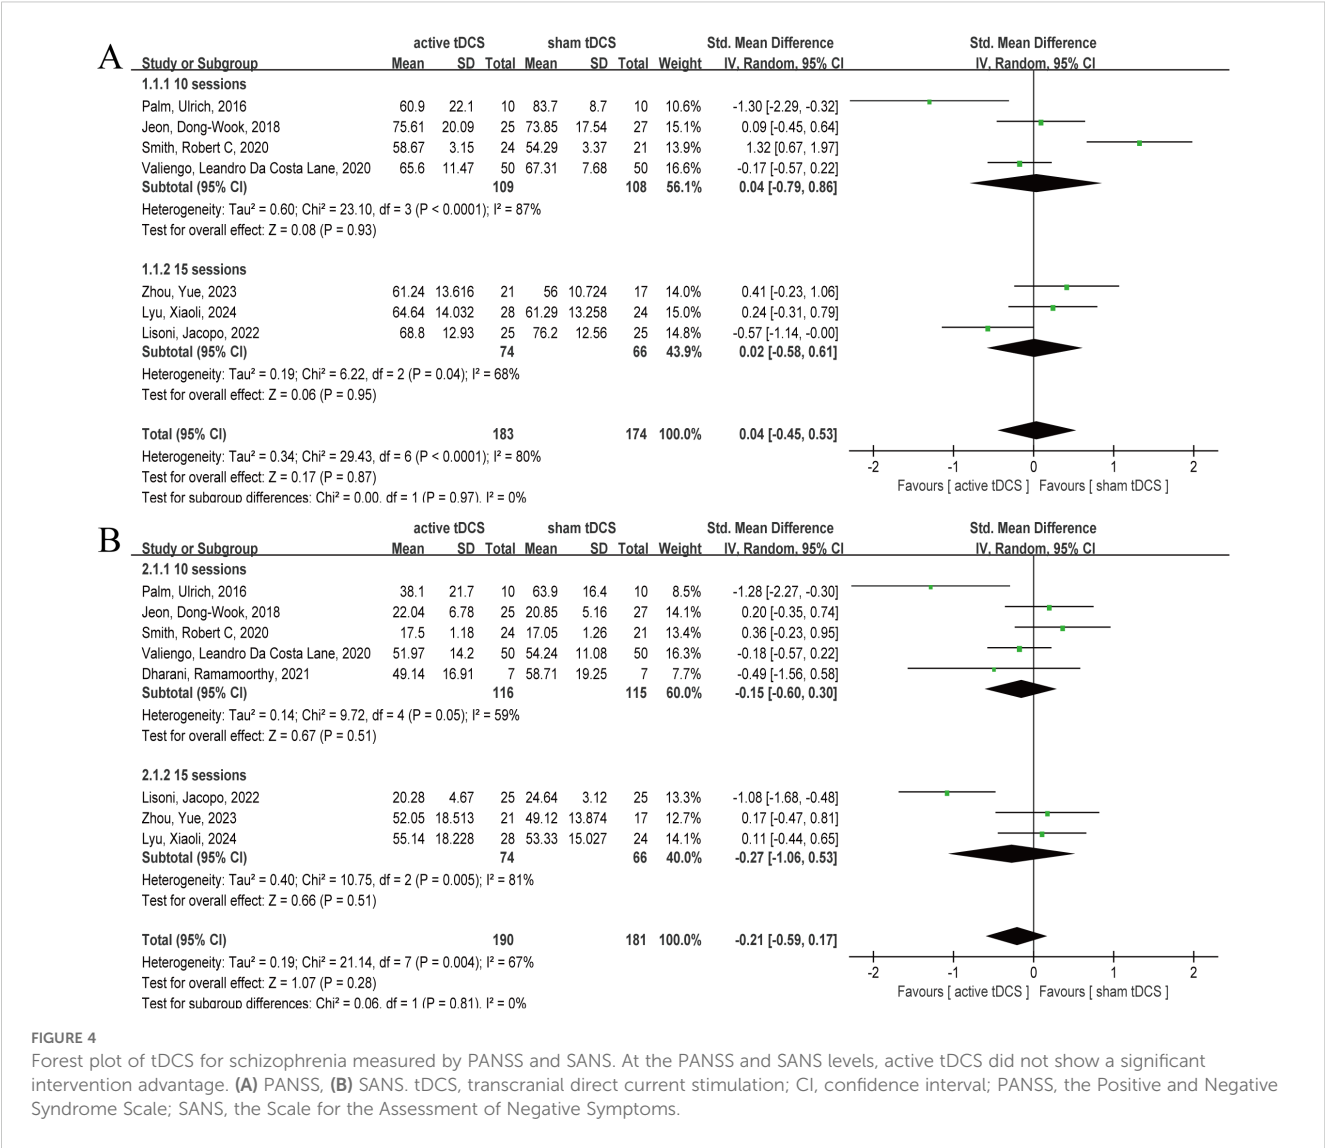 A
active tDCS sham tDCS Std. Mean Difference Std. Mean Difference
Study or Subgroup Mean SD Total Mean SD Total Weight IV, Random, 95% CI IV, Random, 95% CI
1.1.1 10 sessions
Palm, Ulrich, 2016 60.9 22.1 10 83.7 8.7 10 10.6% -1.30 [-2.29, -0.32]
Jeon, Dong-Wook, 2018 75.61 20.09 25 73.85 17.54 27 15.1% 0.09 [-0.45, 0.64]
Smith, Robert C, 2020 58.67 3.15 24 54.29 3.37 21 13.9% 1.32 [0.67, 1.97]
Valiengo, Leandro Da Costa Lane, 2020 65.6 11.47 50 67.31 7.68 50 16.6% -0.17 [-0.57, 0.22]
Subtotal (95% CI) 109 108 56.1% 0.04 [-0.79, 0.86]
Heterogeneity: Tau² = 0.60; Chi² = 23.10, df = 3 (P < 0.0001); I² = 87%
Test for overall effect: Z = 0.08 (P = 0.93)
1.1.2 15 sessions
Zhou, Yue, 2023 61.24 13.616 21 56 10.724 17 14.0% 0.41 [-0.23, 1.06]
Lyu, Xiaoli, 2024 64.64 14.032 28 61.29 13.258 24 15.0% 0.24 [-0.31, 0.79]
Lisoni, Jacopo, 2022 68.8 12.93 25 76.2 12.56 25 14.8% -0.57 [-1.14, -0.00]
Subtotal (95% CI) 74 66 43.9% 0.02 [-0.58, 0.61]
Heterogeneity: Tau² = 0.19; Chi² = 6.22, df = 2 (P = 0.04); I² = 68%
Test for overall effect: Z = 0.06 (P = 0.95)
Total (95% CI) 183 174 100.0% 0.04 [-0.45, 0.53]
Heterogeneity: Tau² = 0.34; Chi² = 29.43, df = 6 (P < 0.0001); I² = 80%
Test for overall effect: Z = 0.17 (P = 0.87)
Test for subgroup differences: Chi² = 0.00, df = 1 (P = 0.97), I² = 0%
-2 -1 0 1 2
Favours [ active tDCS ] Favours [ sham tDCS ]
B
active tDCS sham tDCS Std. Mean Difference Std. Mean Difference
Study or Subgroup Mean SD Total Mean SD Total Weight IV, Random, 95% CI IV, Random, 95% CI
2.1.1 10 sessions
Palm, Ulrich, 2016 38.1 21.7 10 63.9 16.4 10 8.5% -1.28 [-2.27, -0.30]
Jeon, Dong-Wook, 2018 22.04 6.78 25 20.85 5.16 27 14.1% 0.20 [-0.35, 0.74]
Smith, Robert C, 2020 17.5 1.18 24 17.05 1.26 21 13.4% 0.36 [-0.23, 0.95]
Valiengo, Leandro Da Costa Lane, 2020 51.97 14.2 50 54.24 11.08 50 16.3% -0.18 [-0.57, 0.22]
Dharani, Ramamoorthy, 2021 49.14 16.91 7 58.71 19.25 7 7.7% -0.49 [-1.56, 0.58]
Subtotal (95% CI) 116 115 60.0% -0.15 [-0.60, 0.30]
Heterogeneity: Tau² = 0.14; Chi² = 9.72, df = 4 (P = 0.05); I² = 59%
Test for overall effect: Z = 0.67 (P = 0.51)
2.1.2 15 sessions
Lisoni, Jacopo, 2022 20.28 4.67 25 24.64 3.12 25 13.3% -1.08 [-1.68, -0.48]
Zhou, Yue, 2023 52.05 18.513 21 49.12 13.874 17 12.7% 0.17 [-0.47, 0.81]
Lyu, Xiaoli, 2024 55.14 18.228 28 53.33 15.027 24 14.1% 0.11 [-0.44, 0.65]
Subtotal (95% CI) 74 66 40.0% -0.27 [-1.06, 0.53]
Heterogeneity: Tau² = 0.40; Chi² = 10.75, df = 2 (P = 0.005); I² = 81%
Test for overall effect: Z = 0.66 (P = 0.51)
Total (95% CI) 190 181 100.0% -0.21 [-0.59, 0.17]
Heterogeneity: Tau² = 0.19; Chi² = 21.14, df = 7 (P = 0.004); I² = 67%
Test for overall effect: Z = 1.07 (P = 0.28)
Test for subgroup differences: Chi² = 0.06, df = 1 (P = 0.81), I² = 0%
-2 -1 0 1 2
Favours [ active tDCS ] Favours [ sham tDCS ]
FIGURE 4
Forest plot of tDCS for schizophrenia measured by PANSS and SANS. At the PANSS and SANS levels, active tDCS did not show a significant
intervention advantage. (A) PANSS, (B) SANS. tDCS, transcranial direct current stimulation; CI, confidence interval; PANSS, the Positive and Negative
Syndrome Scale; SANS, the Scale for the Assessment of Negative Symptoms.